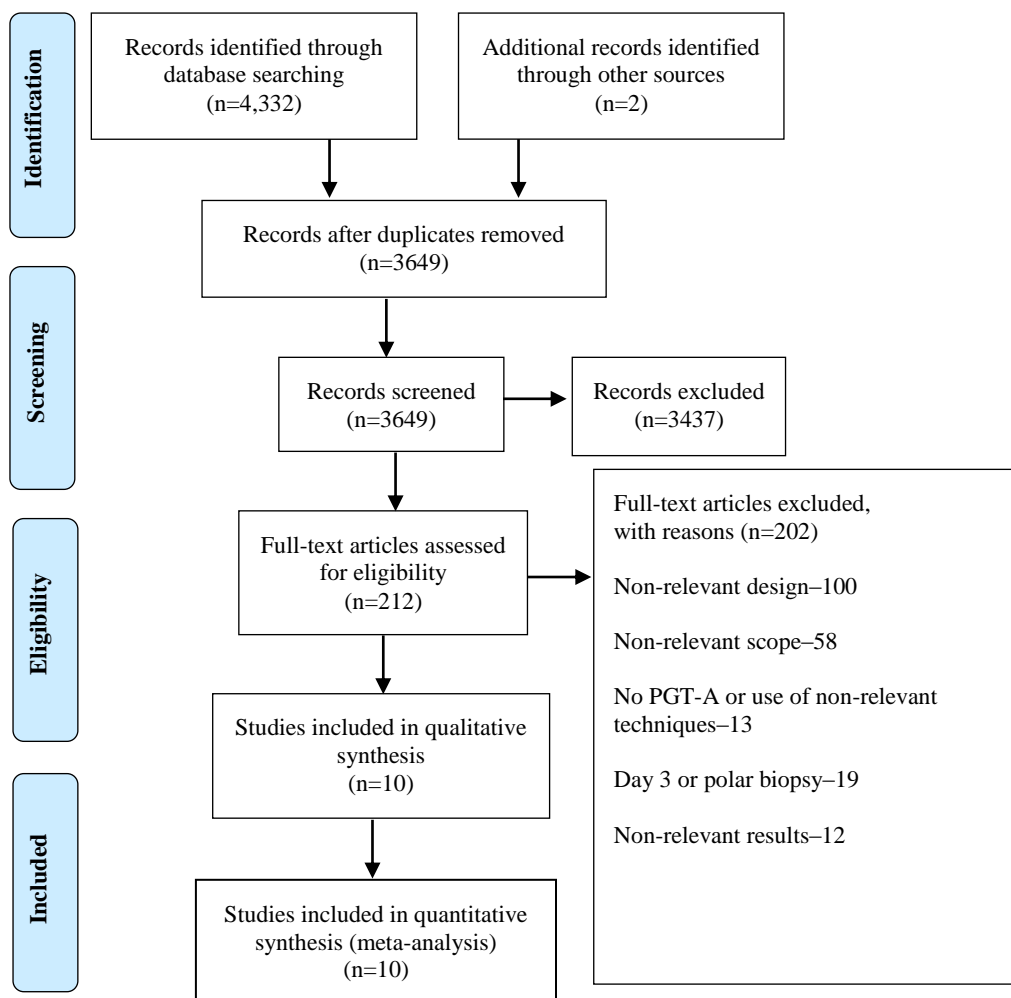 Identification
Records identified through
database searching
(n=4,332)
Additional records identified
through other sources
(n=2)
Records after duplicates removed
(n=3649)
Screening
Records screened
(n=3649)
Records excluded
(n=3437)
Eligibility
Full-text articles assessed
for eligibility
(n=212)
Full-text articles excluded,
with reasons (n=202)
Non-relevant design–100
Non-relevant scope–58
No PGT-A or use of non-relevant
techniques–13
Day 3 or polar biopsy–19
Non-relevant results–12
Studies included in qualitative
synthesis
(n=10)
Included
Studies included in quantitative
synthesis (meta-analysis)
(n=10)